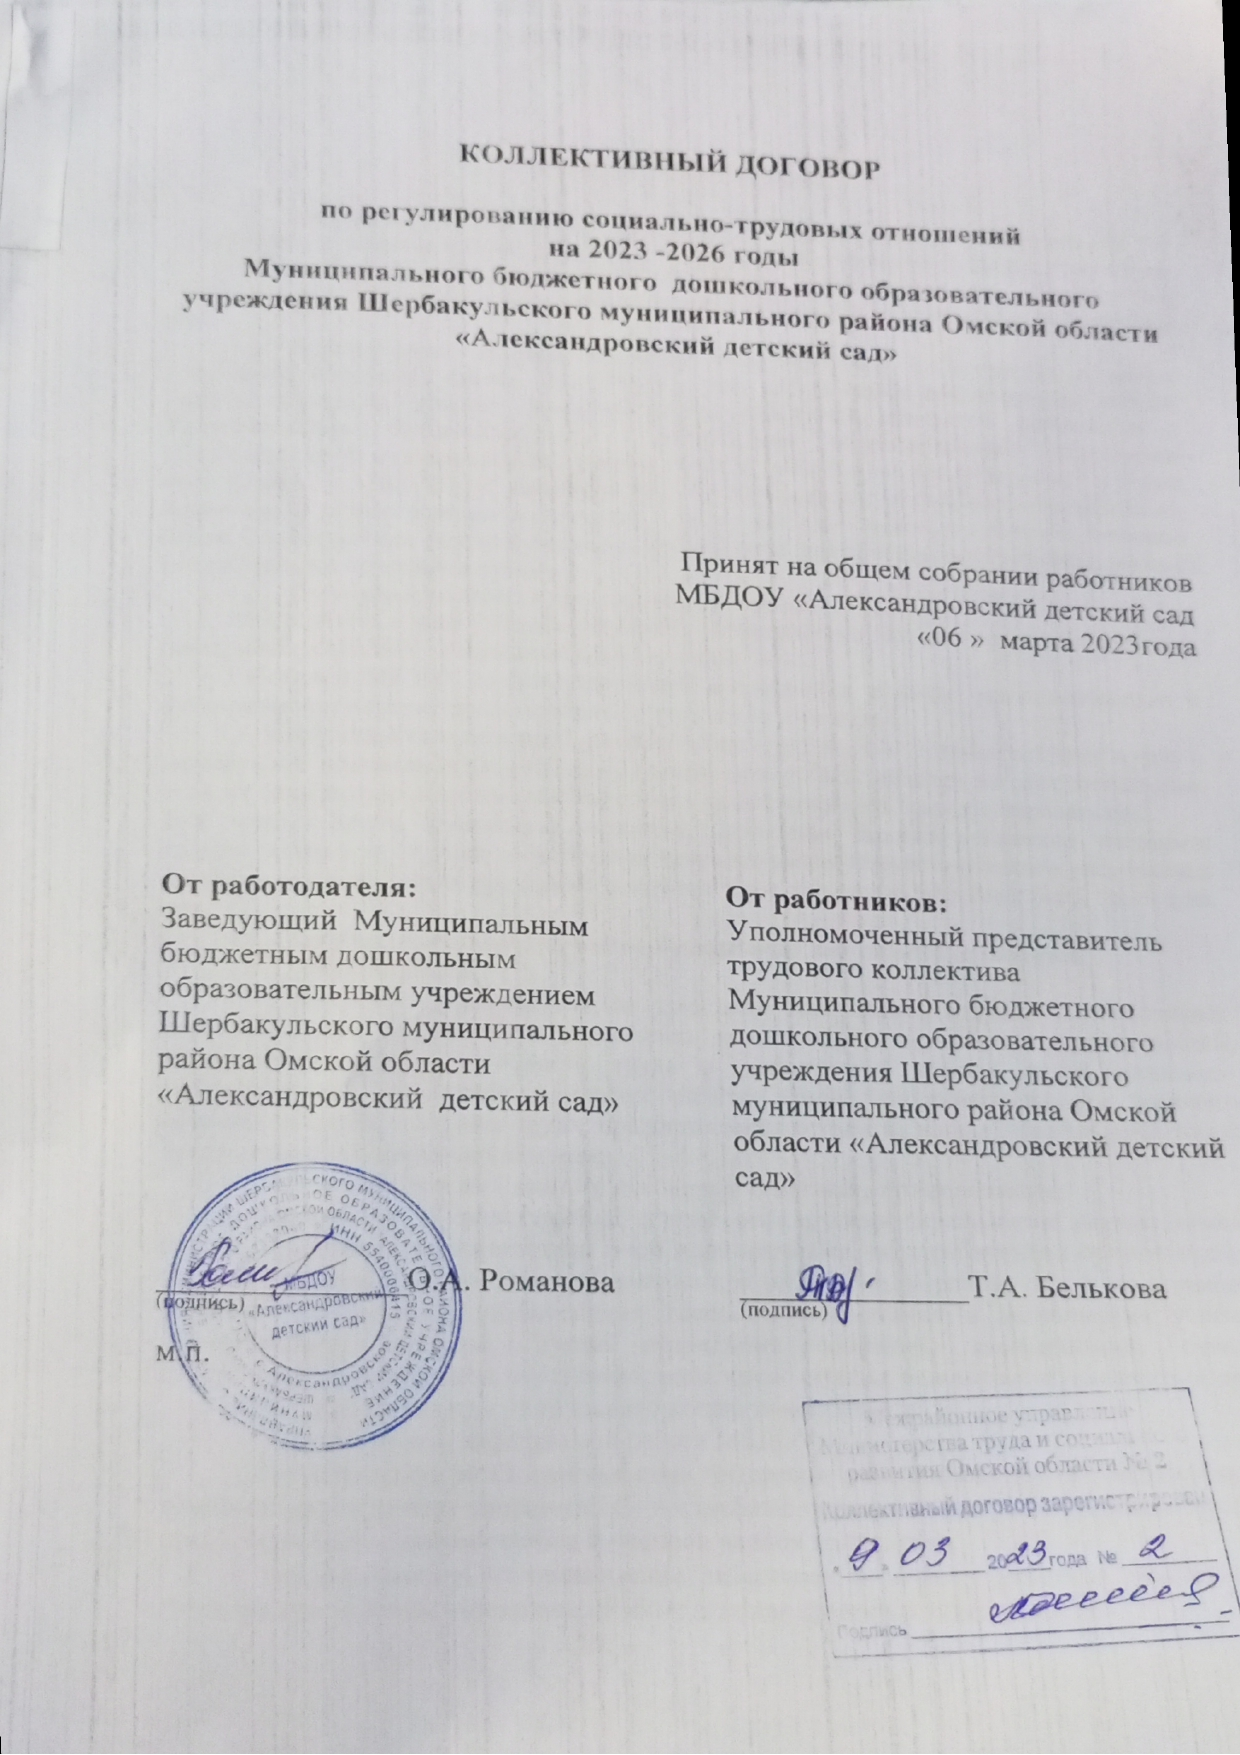 КОЛЛЕКТИВНЫЙ ДОГОВОР
по регулированию социально-трудовых отношений
на 2023 -2026 годы
Муниципального бюджетного дошкольного образовательного
учреждения Шербакульского муниципального района Омской области
«Александровский детский сад»
Принят на общем собрании работников
МБДОУ «Александровский детский сад
«06 » марта 2023года
От работодателя:
Заведующий Муниципальным
бюджетным дошкольным
образовательным учреждением
Шербакульского муниципального
района Омской области
«Александровский детский сад»
О.А. Романова
(подпись)
М.П.
МБДОУ
«Александровский
детский сад»
с. Александровское
От работников:
Уполномоченный представитель
трудового коллектива
Муниципального бюджетного
дошкольного образовательного
учреждения Шербакульского
муниципального района Омской
области «Александровский детский
сад»
Т.А. Белькова
(подпись)
Межрайонное управление
Министерства труда и социального
развития Омской области № 2
Коллективный договор зарегистрирован
« 9 » 03 2023 года № 2
Подпись